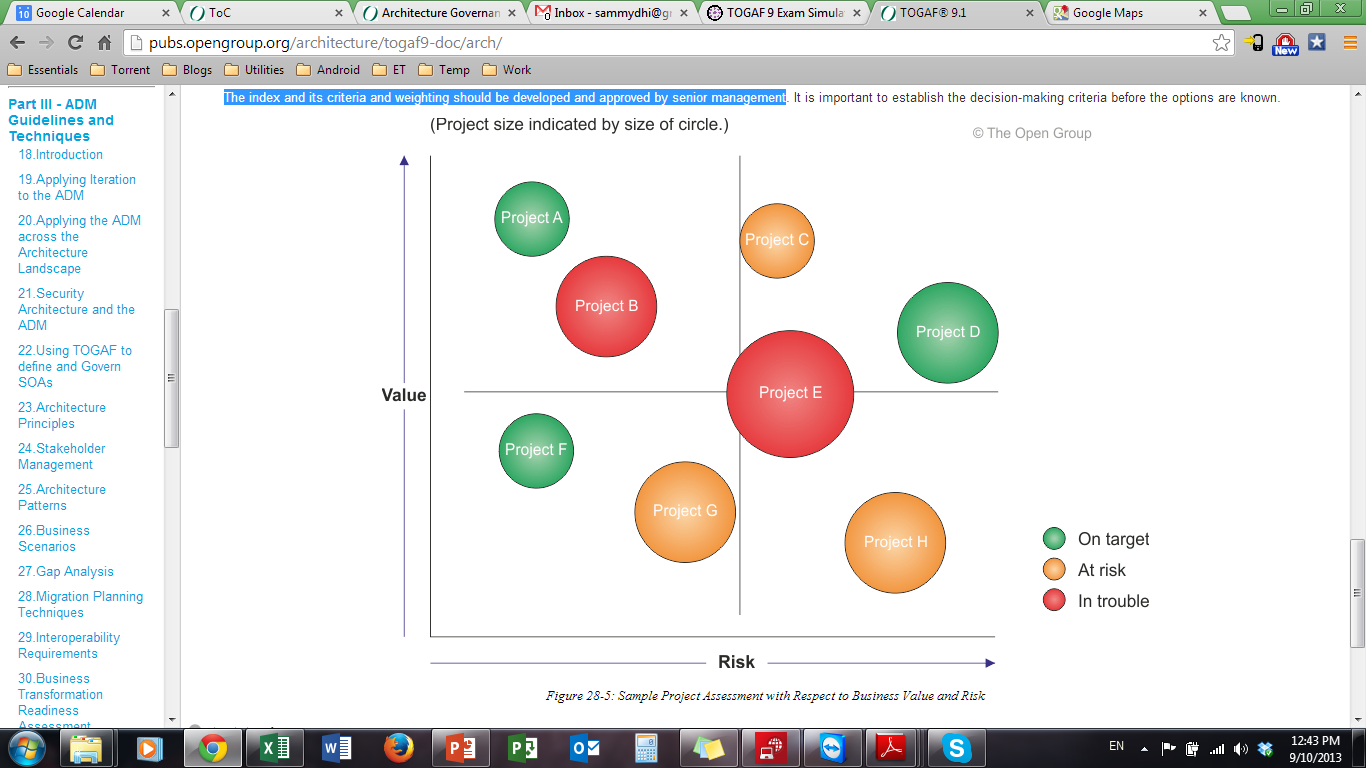 Google Calendar
ToC
Architecture Governan
Inbox - sammydhi@g
TOGAF 9 Exam Simula
TOGAF® 9.1
Google Maps
10
pubs.opengroup.org/architecture/togaf9-doc/arch/
New
Essentials
Torrent
Blogs
Utilities
Android
ET
Temp
Work
Part III - ADM
Guidelines and
Techniques
18.Introduction
19.Applying Iteration
to the ADM
20.Applying the ADM
across the
Architecture
Landscape
21.Security
Architecture and the
ADM
22.Using TOGAF to
define and Govern
SOAs
23.Architecture
Principles
24.Stakeholder
Management
25.Architecture
Patterns
26.Business
Scenarios
27.Gap Analysis
28.Migration Planning
Techniques
29.Interoperability
Requirements
30.Business
Transformation
Readiness
Assessment
The index and its criteria and weighting should be developed and approved by senior management. It is important to establish the decision-making criteria before the options are known.
(Project size indicated by size of circle.)
© The Open Group
Project A
Project C
Project B
Project D
Value
Project E
Project F
Project G
Project H
On target
At risk
In trouble
Risk
Figure 28-5: Sample Project Assessment with Respect to Business Value and Risk
EN
12:43 PM
9/10/2013